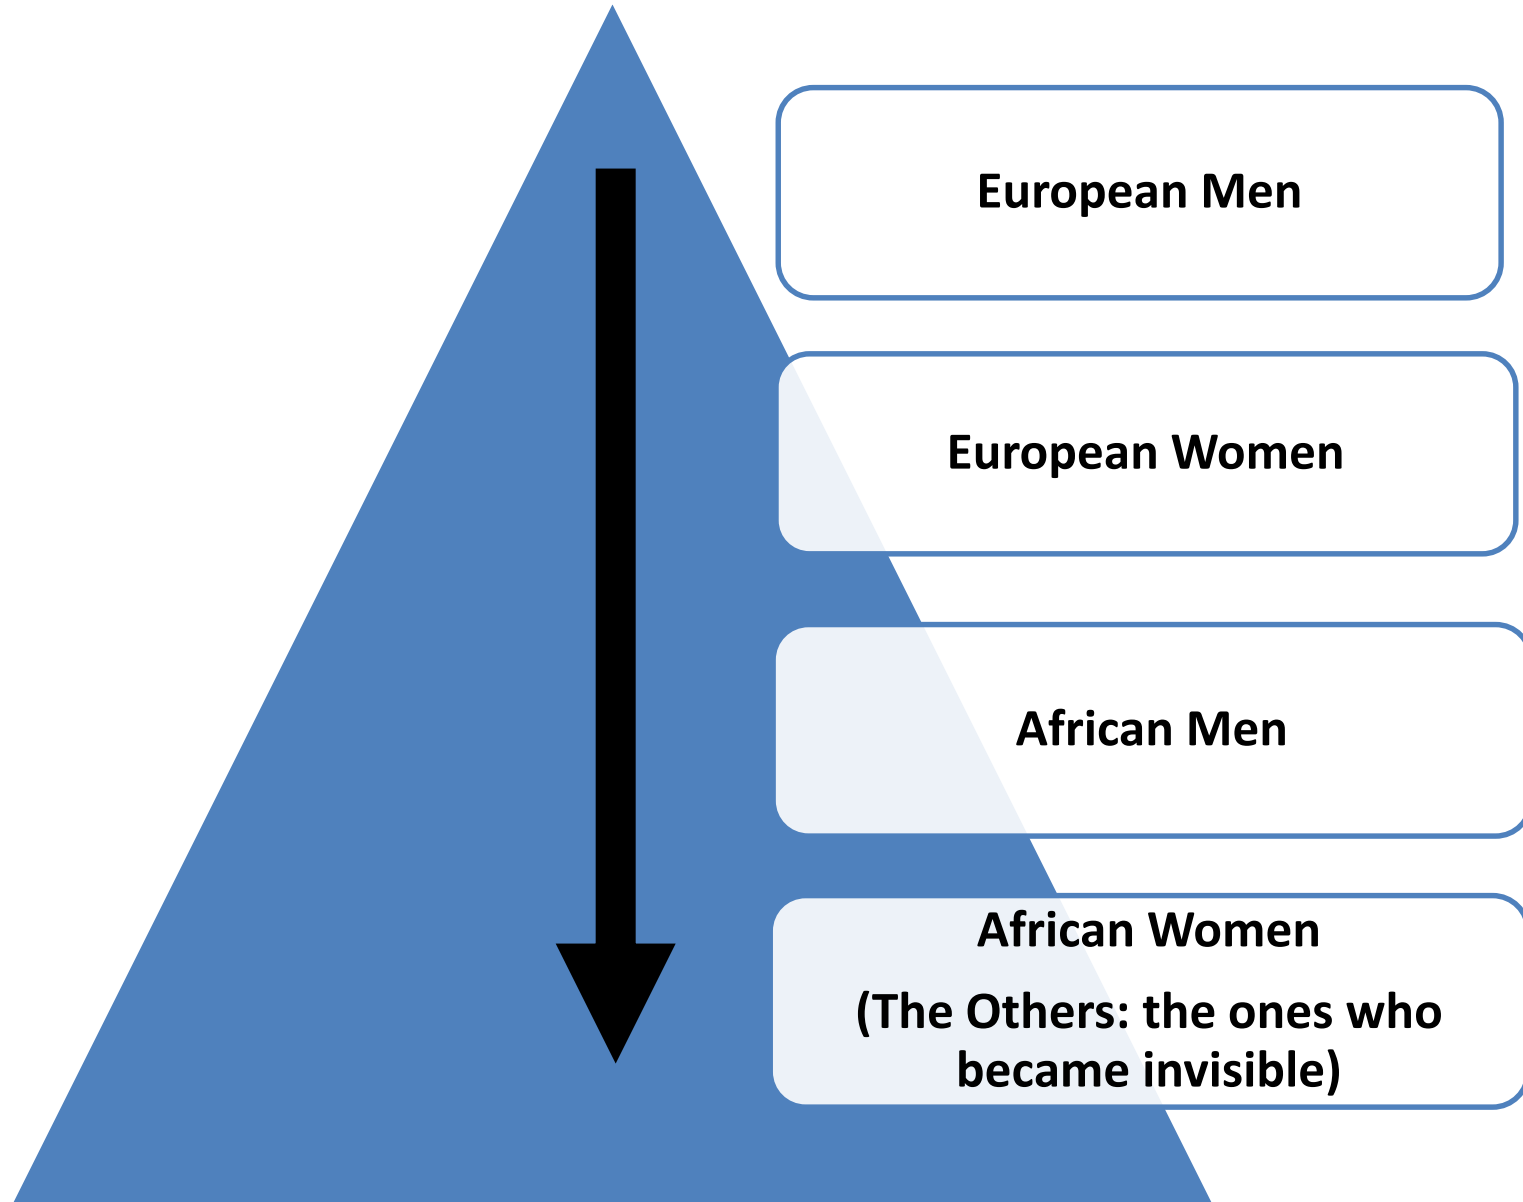 European Men
European Women
African Men
African Women
(The Others: the ones who
became invisible)